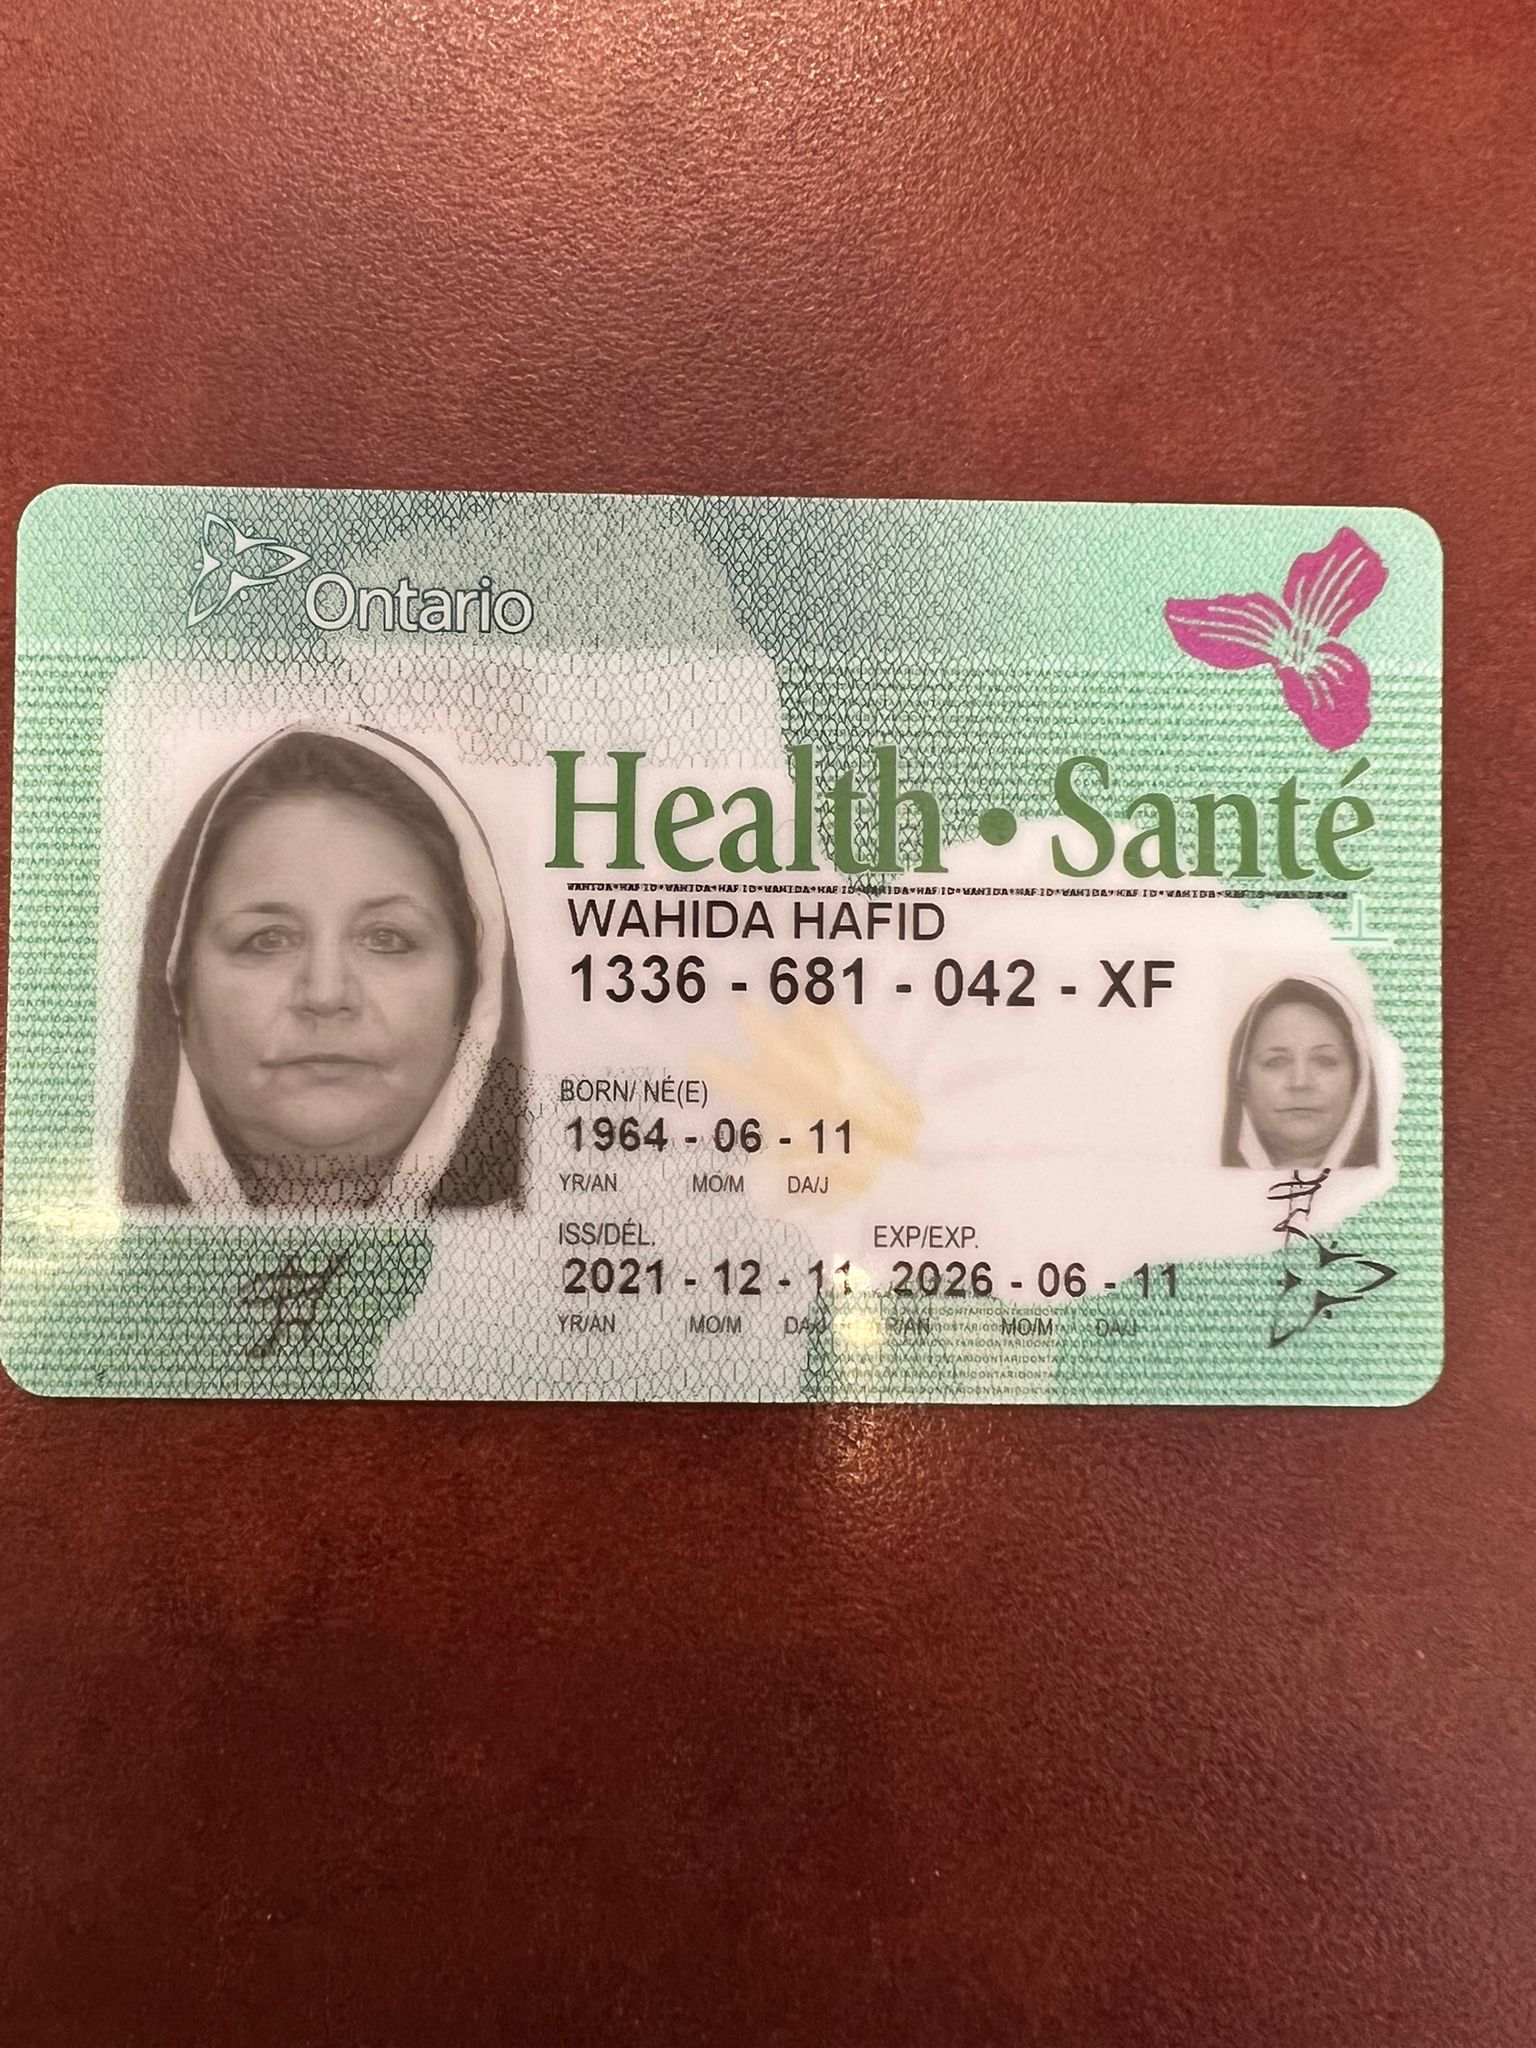 Ontario
Health • Santé
WAHIDA HAFID
1336 - 681 - 042 - XF
BORN/ NÉ(E)
1964 - 06 - 11
YR/AN MO/M DA/J
ISS/DÉL. EXP/EXP.
2021 - 12 - 11 2026 - 06 - 11
YR/AN MO/M DA/J YR/AN MO/M DA/J